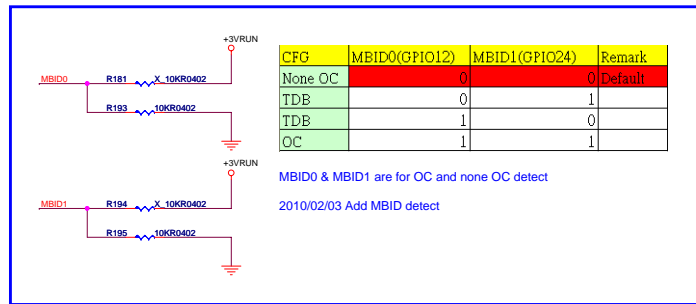 +3VRUN
MBID0 R181 X_10KR0402
R193 10KR0402
+3VRUN
MBID1 R194 X_10KR0402
R195 10KR0402
CFG MBID0(GPIO12) MBID1(GPIO24) Remark
None OC 0 0 Default
TDB 0 1
TDB 1 0
OC 1 1
MBID0 & MBID1 are for OC and none OC detect
2010/02/03 Add MBID detect